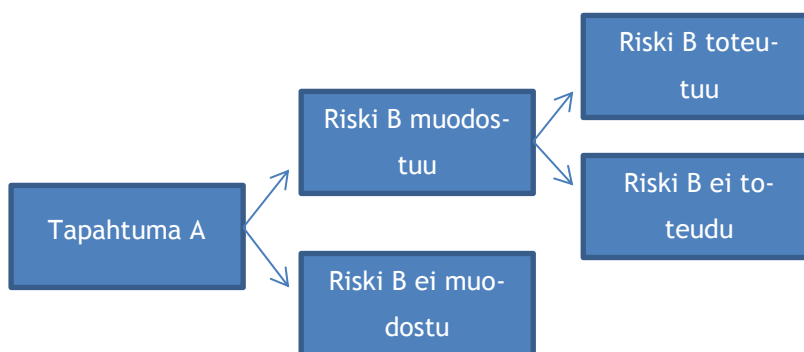 Tapahtuma A
Riski B muodos-
tuu
Riski B ei muo-
dostu
Riski B toteu-
tuu
Riski B ei to-
teudu